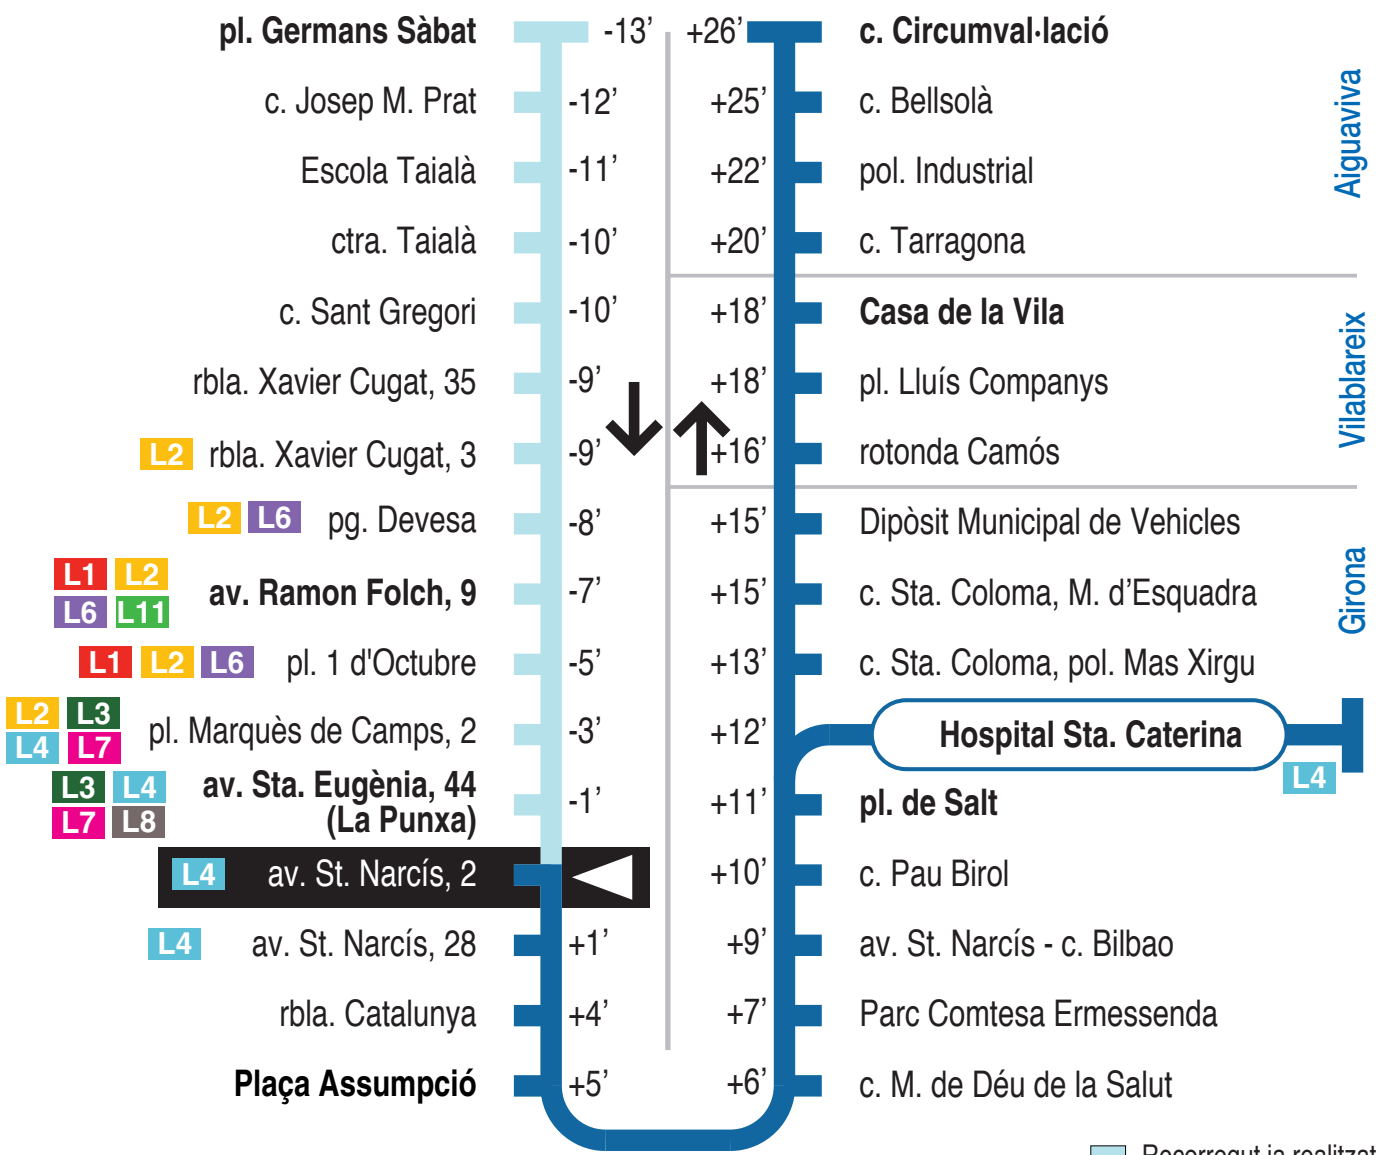 pl. Germans Sàbat -13’
c. Josep M. Prat -12’
Escola Taialà -11’
ctra. Taialà -10’
c. Sant Gregori -10’
rbla. Xavier Cugat, 35 -9’
L2 rbla. Xavier Cugat, 3 -9’
L2 L6 pg. Devesa -8’
L1 L2
L6 L11
av. Ramon Folch, 9 -7’
L1 L2 L6 pl. 1 d'Octubre -5’
L2 L3
L4 L7
pl. Marquès de Camps, 2 -3’
L3 L4
L7 L8
av. Sta. Eugènia, 44
(La Punxa) -1’
L4 av. St. Narcís, 2
L4 av. St. Narcís, 28 +1’
rbla. Catalunya +4’
Plaça Assumpció +5’
+26’ c. Circumval·lació
+25’ c. Bellsolà
+22’ pol. Industrial
+20’ c. Tarragona
Aiguaviva
+18’ Casa de la Vila
+18’ pl. Lluís Companys
+16’ rotonda Camós
Vilablareix
+15’ Dipòsit Municipal de Vehicles
+15’ c. Sta. Coloma, M. d’Esquadra
+13’ c. Sta. Coloma, pol. Mas Xirgu
Girona
+12’ Hospital Sta. Caterina
L4
+11’ pl. de Salt
+10’ c. Pau Birol
+9’ av. St. Narcís - c. Bilbao
+7’ Parc Comtesa Ermessenda
+6’ c. M. de Déu de la Salut
Recorregut ja realitzat